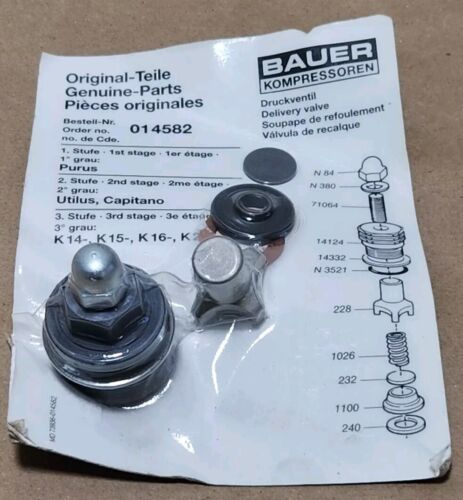 Original-Teile
Genuine-Parts
Pièces originales
Bestell-Nr.
Order no. 014582
no. de Cde.
1. Stufe · 1st stage · 1er étage ·
1° grau:
Purus
2. Stufe · 2nd stage · 2me étage ·
2° grau:
Utilus, Capitano
3. Stufe · 3rd stage · 3e étage
3° grau:
K14-, K15-, K16-, K
BAUER
KOMPRESSOREN
Druckventil
Delivery valve
Soupape de refoulement
Válvula de recalque
N 84
N 380
71064
14124
14332
N 3521
228
1026
232
1100
240